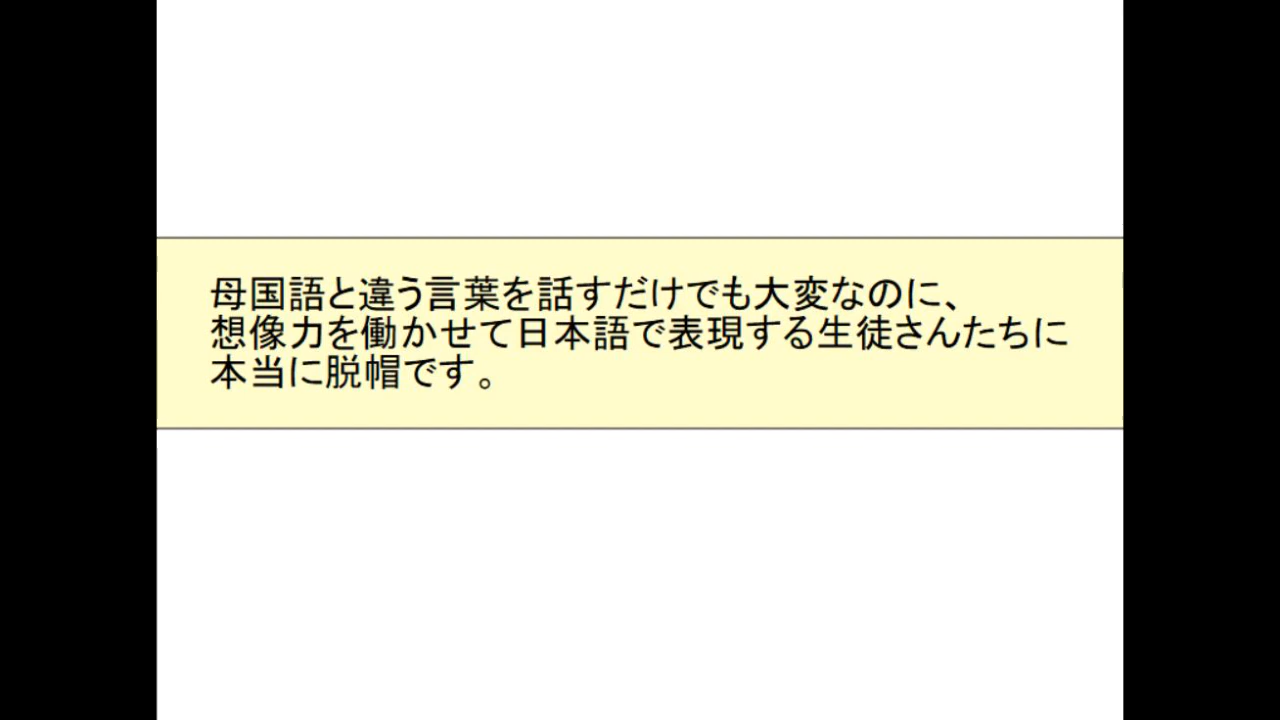 母国語と違う言葉を話すだけでも大変なのに、
想像力を働かせて日本語で表現する生徒さんたちに
本当に脱帽です。